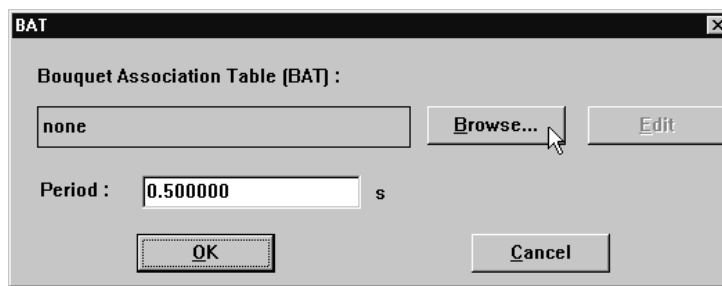 BAT
Bouquet Association Table (BAT) :
none Browse... Edit
Period : 0.500000 s
OK Cancel